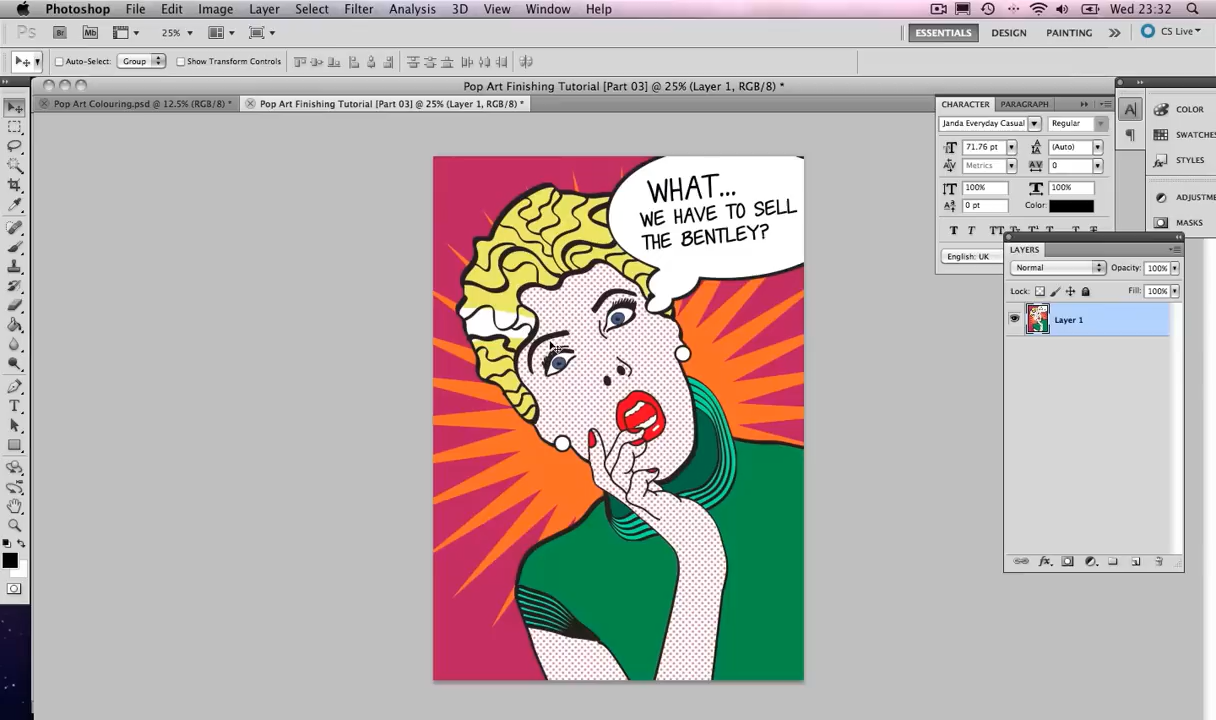 Photoshop File Edit Image Layer Select Filter Analysis 3D View Window Help Wed 23:32
Ps Br Mb 25% ESSENTIALS DESIGN PAINTING CS Live
Auto-Select: Group Show Transform Controls
Pop Art Finishing Tutorial [Part 03] @ 25% (Layer 1, RGB/8) *
Pop Art Colouring.psd @ 12.5% (RGB/8) * Pop Art Finishing Tutorial [Part 03] @ 25% (Layer 1, RGB/8) *
CHARACTER PARAGRAPH
Janda Everyday Casual Regular
71.76 pt (Auto)
Metrics 0
100% 100%
0 pt Color:
English: UK
COLOR
SWATCHES
STYLES
ADJUSTME
MASKS
LAYERS
Normal Opacity: 100%
Lock: Fill: 100%
Layer 1
WHAT...
WE HAVE TO SELL
THE BENTLEY?